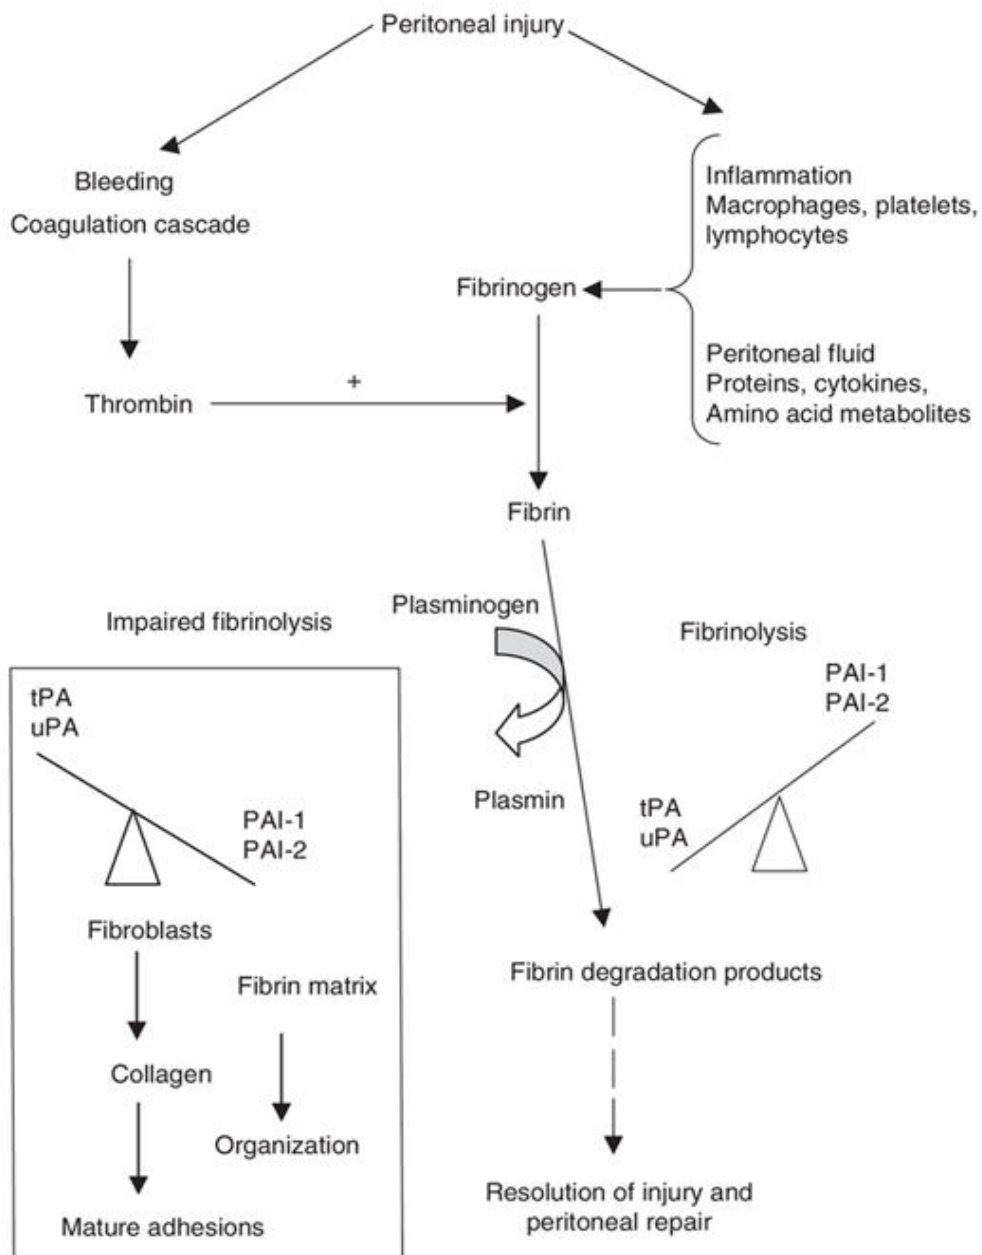 Peritoneal injury
Bleeding
Coagulation cascade
Inflammation
Macrophages, platelets,
lymphocytes
Fibrinogen
Peritoneal fluid
Proteins, cytokines,
Amino acid metabolites
Thrombin
+
Fibrin
Impaired fibrinolysis
Plasminogen
Fibrinolysis
tPA
uPA
PAI-1
PAI-2
Plasmin
PAI-1
PAI-2
tPA
uPA
Fibroblasts
Fibrin matrix
Collagen
Organization
Mature adhesions
Fibrin degradation products
Resolution of injury and
peritoneal repair